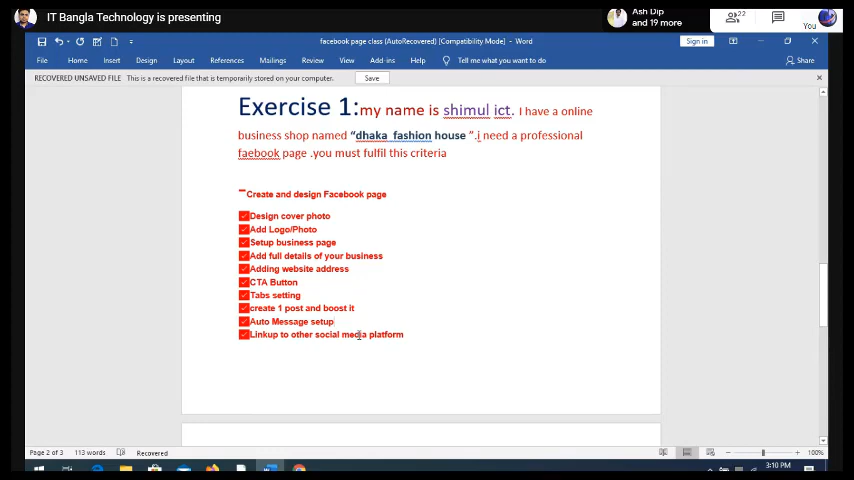 IT Bangla Technology is presenting
Ash Dip
and 19 more
22
You
facebook page class (AutoRecovered) [Compatibility Mode] - Word
Sign in
File Home Insert Design Layout References Mailings Review View Add-ins Help Tell me what you want to do Share
RECOVERED UNSAVED FILE This is a recovered file that is temporarily stored on your computer. Save
Exercise 1:my name is shimul ict. I have a online
business shop named “dhaka fashion house ”.i need a professional
faebook page .you must fulfil this criteria
Create and design Facebook page
Design cover photo
Add Logo/Photo
Setup business page
Add full details of your business
Adding website address
CTA Button
Tabs setting
create 1 post and boost it
Auto Message setup
Linkup to other social media platform
Page 2 of 3 113 words Recovered 100%
3:10 PM